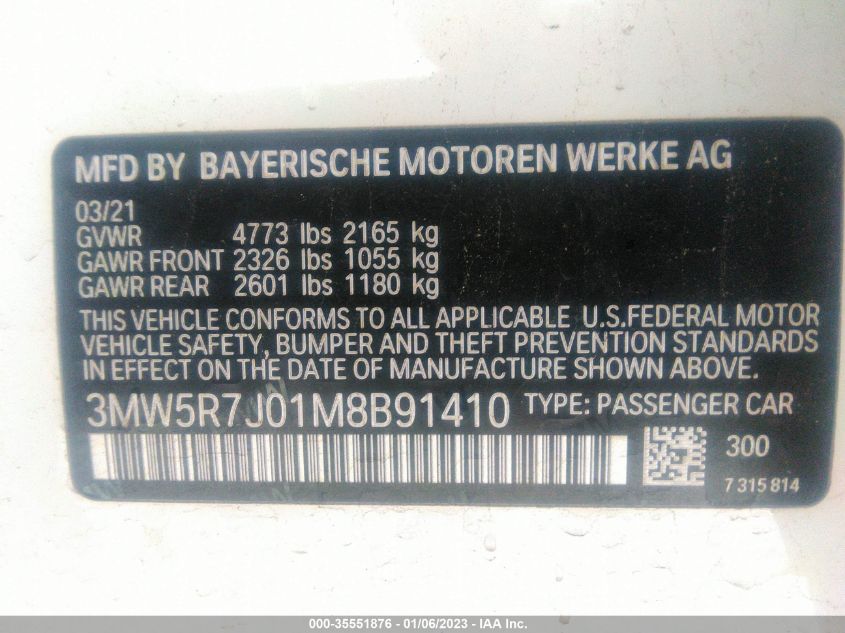 MFD BY BAYERISCHE MOTOREN WERKE AG
03/21
GVWR 4773 lbs 2165 kg
GAWR FRONT 2326 lbs 1055 kg
GAWR REAR 2601 lbs 1180 kg
THIS VEHICLE CONFORMS TO ALL APPLICABLE U.S.FEDERAL MOTOR
VEHICLE SAFETY, BUMPER AND THEFT PREVENTION STANDARDS
IN EFFECT ON THE DATE OF MANUFACTURE SHOWN ABOVE.
3MW5R7J01M8B91410 TYPE: PASSENGER CAR
300
7 315 814
000-35551876 - 01/06/2023 - IAA Inc.